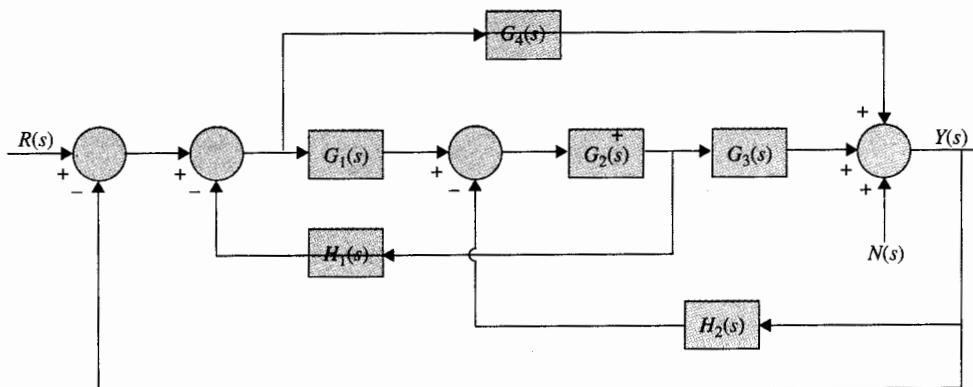 G₄(s)
R(s)
+
−
+
−
G₁(s)
+
−
G₂(s)
+
G₃(s)
+
+
+
Y(s)
N(s)
H₁(s)
H₂(s)